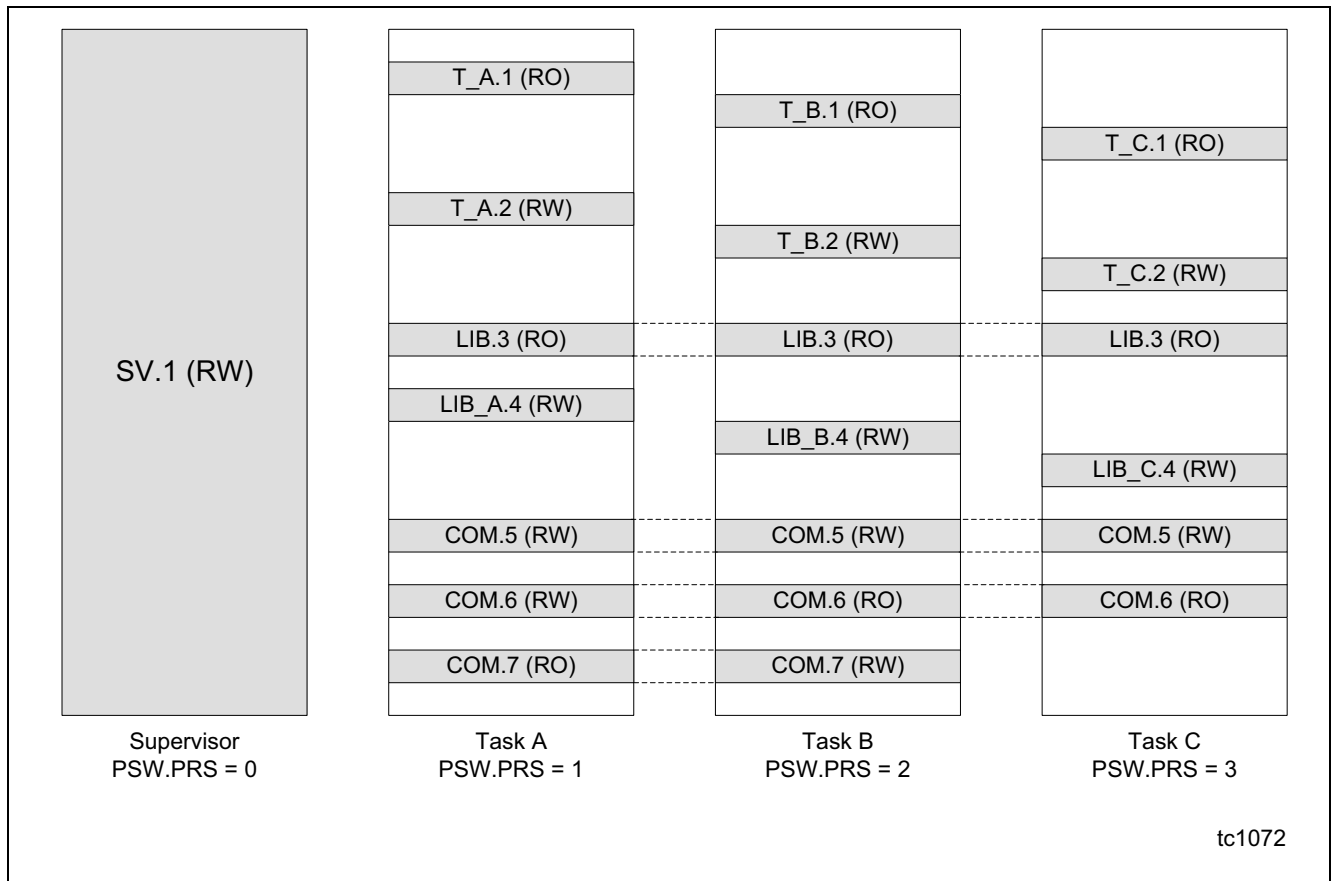 SV.1 (RW)
Supervisor
PSW.PRS = 0
T_A.1 (RO)
T_A.2 (RW)
LIB.3 (RO)
LIB_A.4 (RW)
COM.5 (RW)
COM.6 (RW)
COM.7 (RO)
Task A
PSW.PRS = 1
T_B.1 (RO)
T_B.2 (RW)
LIB.3 (RO)
LIB_B.4 (RW)
COM.5 (RW)
COM.6 (RO)
COM.7 (RW)
Task B
PSW.PRS = 2
T_C.1 (RO)
T_C.2 (RW)
LIB.3 (RO)
LIB_C.4 (RW)
COM.5 (RW)
COM.6 (RO)
Task C
PSW.PRS = 3
tc1072